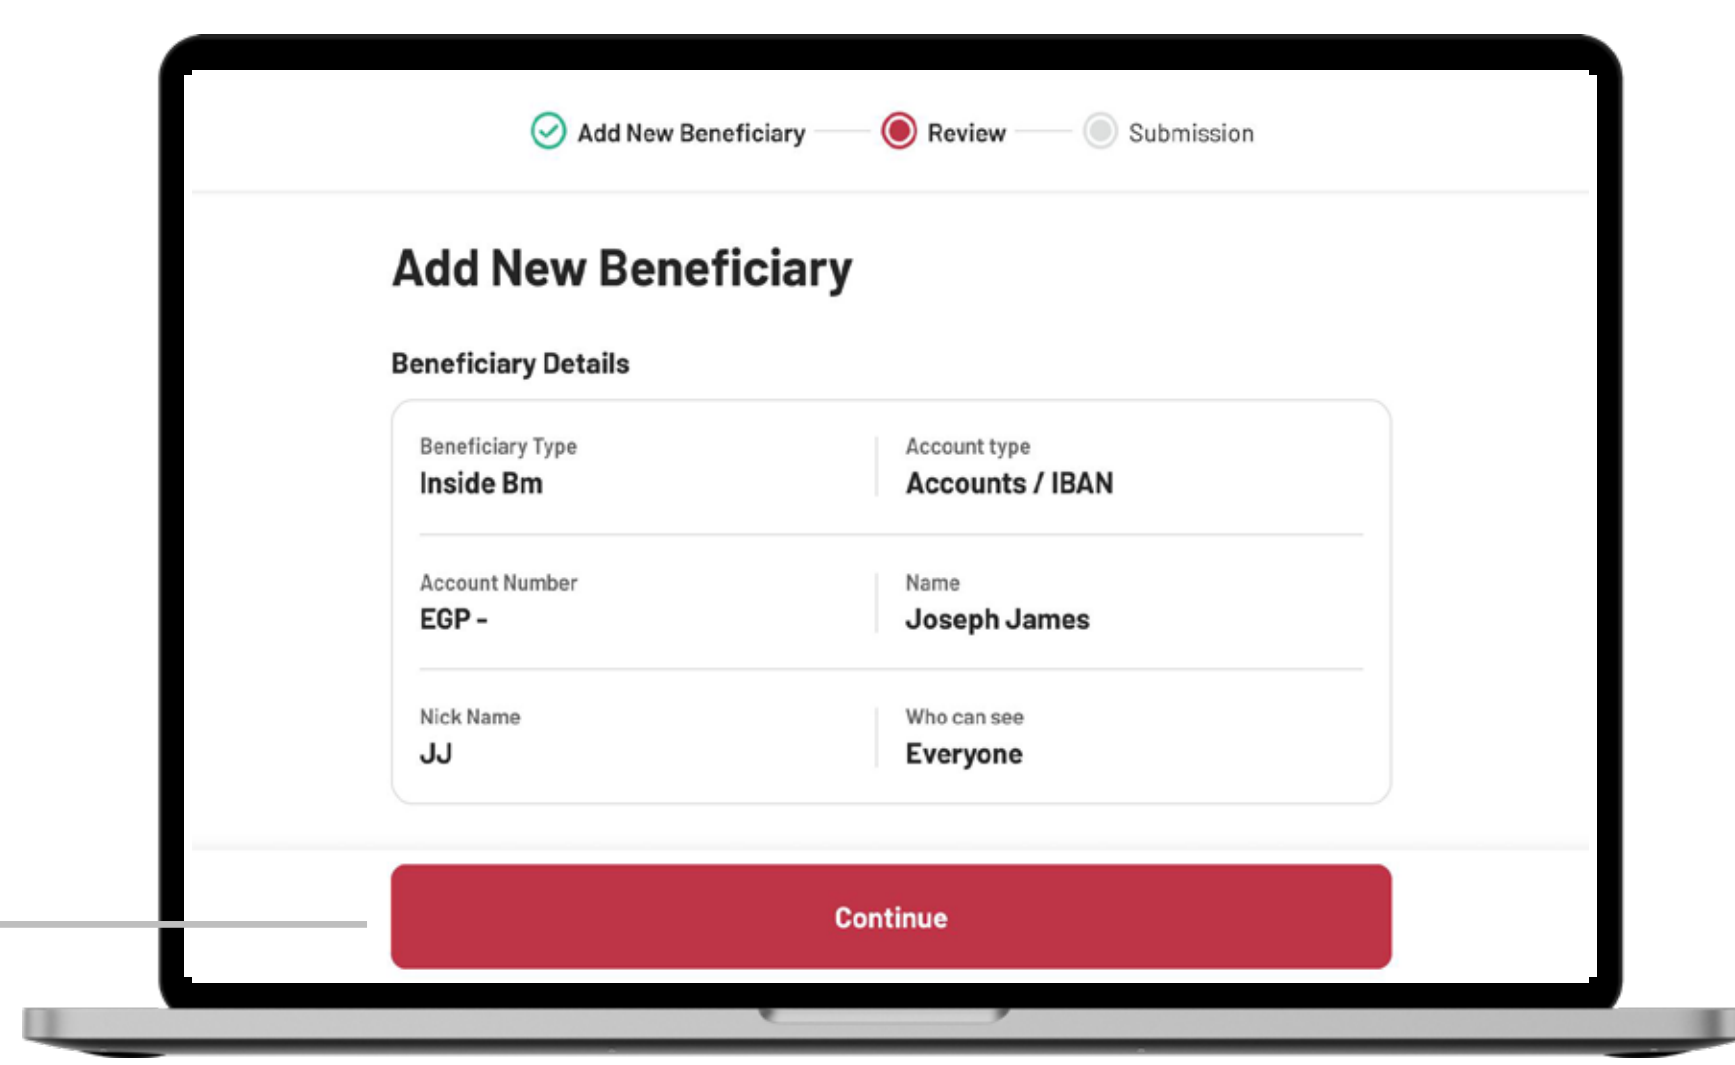 Add New Beneficiary Review Submission
Add New Beneficiary
Beneficiary Details
Beneficiary Type Account type
Inside Bm Accounts / IBAN
Account Number Name
EGP - Joseph James
Nick Name Who can see
JJ Everyone
Continue